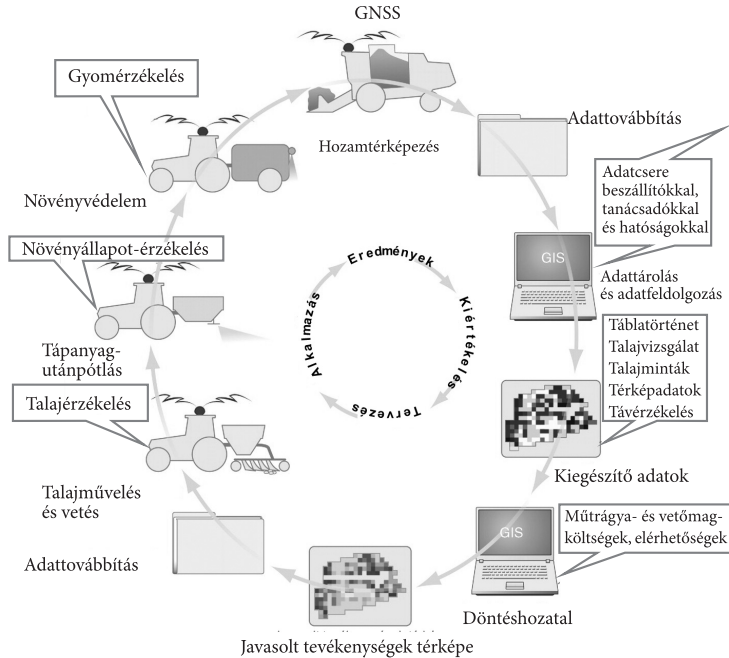 GNSS
Gyomérzékelés
Hozamtérképezés
Adattovábbítás
Növényvédelem
Adatcsere
beszállítókkal,
tanácsadókkal
és hatóságokkal
Növényállapot-érzékelés
GIS
Adattárolás
és adatfeldolgozás
Eredmények
Kiértékelés
Tervezés
Alkalmazás
Tápanyag-
utánpótlás
Táblatörténet
Talajvizsgálat
Talajminták
Térképadatok
Távérzékelés
Talajérzékelés
Kiegészítő adatok
Talajművelés
és vetés
Műtrágya- és vetőmag-
költségek, elérhetőségek
GIS
Adattovábbítás
Döntéshozatal
Javasolt tevékenységek térképe